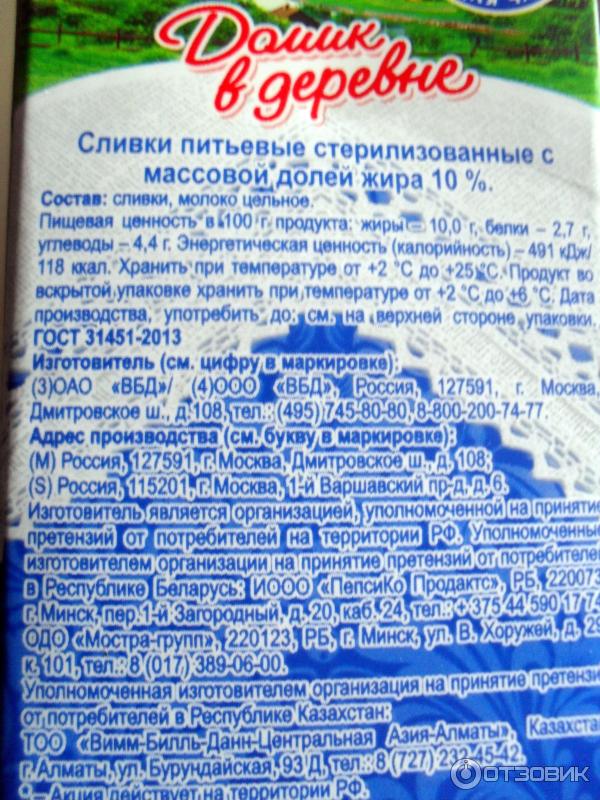 Домик
в деревне
Сливки питьевые стерилизованные с
массовой долей жира 10 %.
Состав: сливки, молоко цельное.
Пищевая ценность в 100 г продукта: жиры – 10,0 г, белки – 2,7 г,
углеводы – 4,4 г. Энергетическая ценность (калорийность) – 491 кДж/
118 ккал. Хранить при температуре от +2 °С до +25 °С. Продукт во
вскрытой упаковке хранить при температуре от +2 °С до +6 °С. Дата
производства, употребить до: см. на верхней стороне упаковки.
ГОСТ 31451-2013
Изготовитель (см. цифру в маркировке):
(3)ОАО «ВБД»/ (4)ООО «ВБД», Россия, 127591, г. Москва,
Дмитровское ш., д.108, тел.: (495) 745-80-80, 8-800-200-74-77.
Адрес производства (см. букву в маркировке):
(M) Россия, 127591, г. Москва, Дмитровское ш., д. 108;
(S) Россия, 115201, г. Москва, 1-й Варшавский пр-д, д. 6.
Изготовитель является организацией, уполномоченной на принятие
претензий от потребителей на территории РФ. Уполномоченные
изготовителем организации на принятие претензий от потребителе
в Республике Беларусь: ИООО «ПепсиКо Продактс», РБ, 220073
г. Минск, пер. 1-й Загородный, д. 20, каб. 24, тел.: + 375 44 590 17 74
ОДО «Мостра-групп», 220123, РБ, г. Минск, ул. В. Хоружей, д. 29
к. 101, тел.: 8 (017) 389-06-00.
Уполномоченная изготовителем организация на принятие претензи
от потребителей в Республике Казахстан:
ТОО «Вимм-Билль-Данн-Центральная Азия-Алматы», Казахстан
г. Алматы, ул. Бурундайская, 93 Д, тел.: 8 (727) 232-45-42.
– Акция действует на территории РФ.
ОТЗОВИК